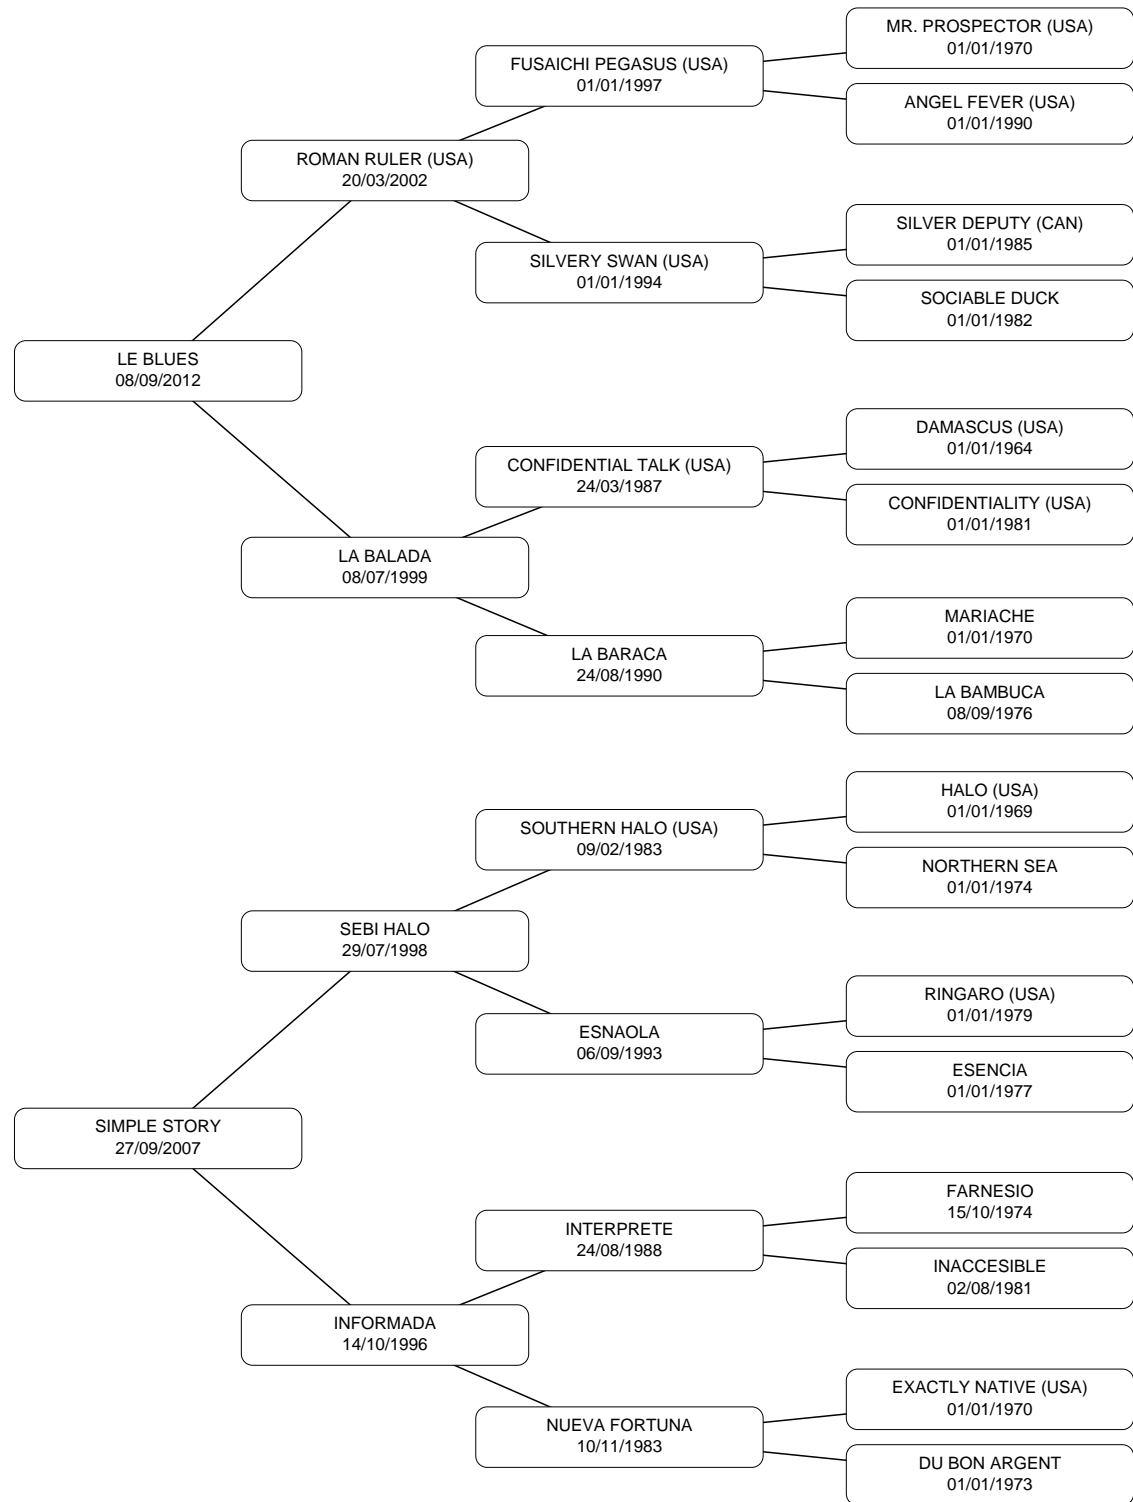 MR. PROSPECTOR (USA)
01/01/1970
FUSAICHI PEGASUS (USA)
01/01/1997
ANGEL FEVER (USA)
01/01/1990
ROMAN RULER (USA)
20/03/2002
SILVER DEPUTY (CAN)
01/01/1985
SILVERY SWAN (USA)
01/01/1994
SOCIABLE DUCK
01/01/1982
LE BLUES
08/09/2012
DAMASCUS (USA)
01/01/1964
CONFIDENTIAL TALK (USA)
24/03/1987
CONFIDENTIALITY (USA)
01/01/1981
LA BALADA
08/07/1999
MARIACHE
01/01/1970
LA BARACA
24/08/1990
LA BAMBUCA
08/09/1976
HALO (USA)
01/01/1969
SOUTHERN HALO (USA)
09/02/1983
NORTHERN SEA
01/01/1974
SEBI HALO
29/07/1998
RINGARO (USA)
01/01/1979
ESNAOLA
06/09/1993
ESENCIA
01/01/1977
SIMPLE STORY
27/09/2007
FARNESIO
15/10/1974
INTERPRETE
24/08/1988
INACCESIBLE
02/08/1981
INFORMADA
14/10/1996
EXACTLY NATIVE (USA)
01/01/1970
NUEVA FORTUNA
10/11/1983
DU BON ARGENT
01/01/1973